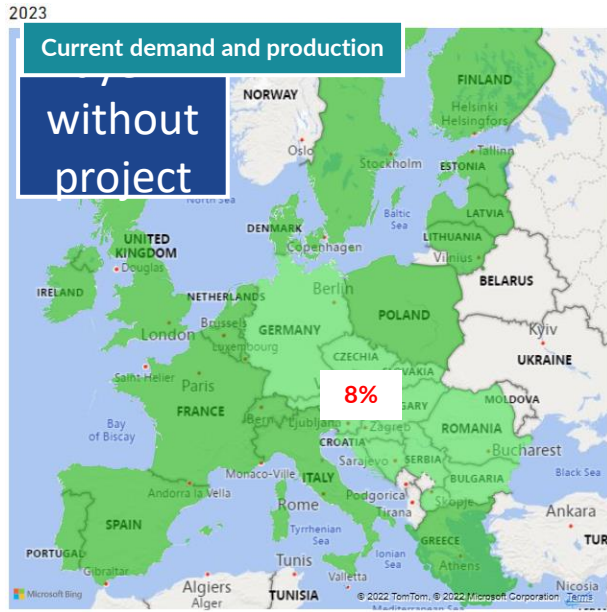 2023
Current demand and production
without
project
NORWAY
FINLAND
Helsinki
Helsingfors
Oslo
Stockholm
Tallinn
ESTONIA
North Sea
Baltic
Sea
LATVIA
DENMARK
Copenhagen
LITHUANIA
Vilnius
UNITED
KINGDOM
Douglas
IRELAND
NETHERLANDS
Berlin
POLAND
BELARUS
London
Brussels
GERMANY
Luxembourg
Kyiv
UKRAINE
CZECHIA
Saint Helier
Paris
8%
MOLDOVA
FRANCE
Bern
Ljubljana
Zagreb
ROMANIA
Bay
of Biscay
CROATIA
Bucharest
Sarajevo
SERBIA
Monaco-Ville
ITALY
BULGARIA
Black Sea
Andorra la Vella
Podgorica
Skopje
Rome
Tirana
Ankara
SPAIN
Tyrrhenian
Sea
GREECE
PORTUGAL
Ionian
Sea
Athens
Gibraltar
Tunis
Valletta
Algiers
Alger
TUNISIA
Nicosia
Microsoft Bing
© 2022 TomTom, © 2022 Microsoft Corporation Terms
Mediterranean Sea